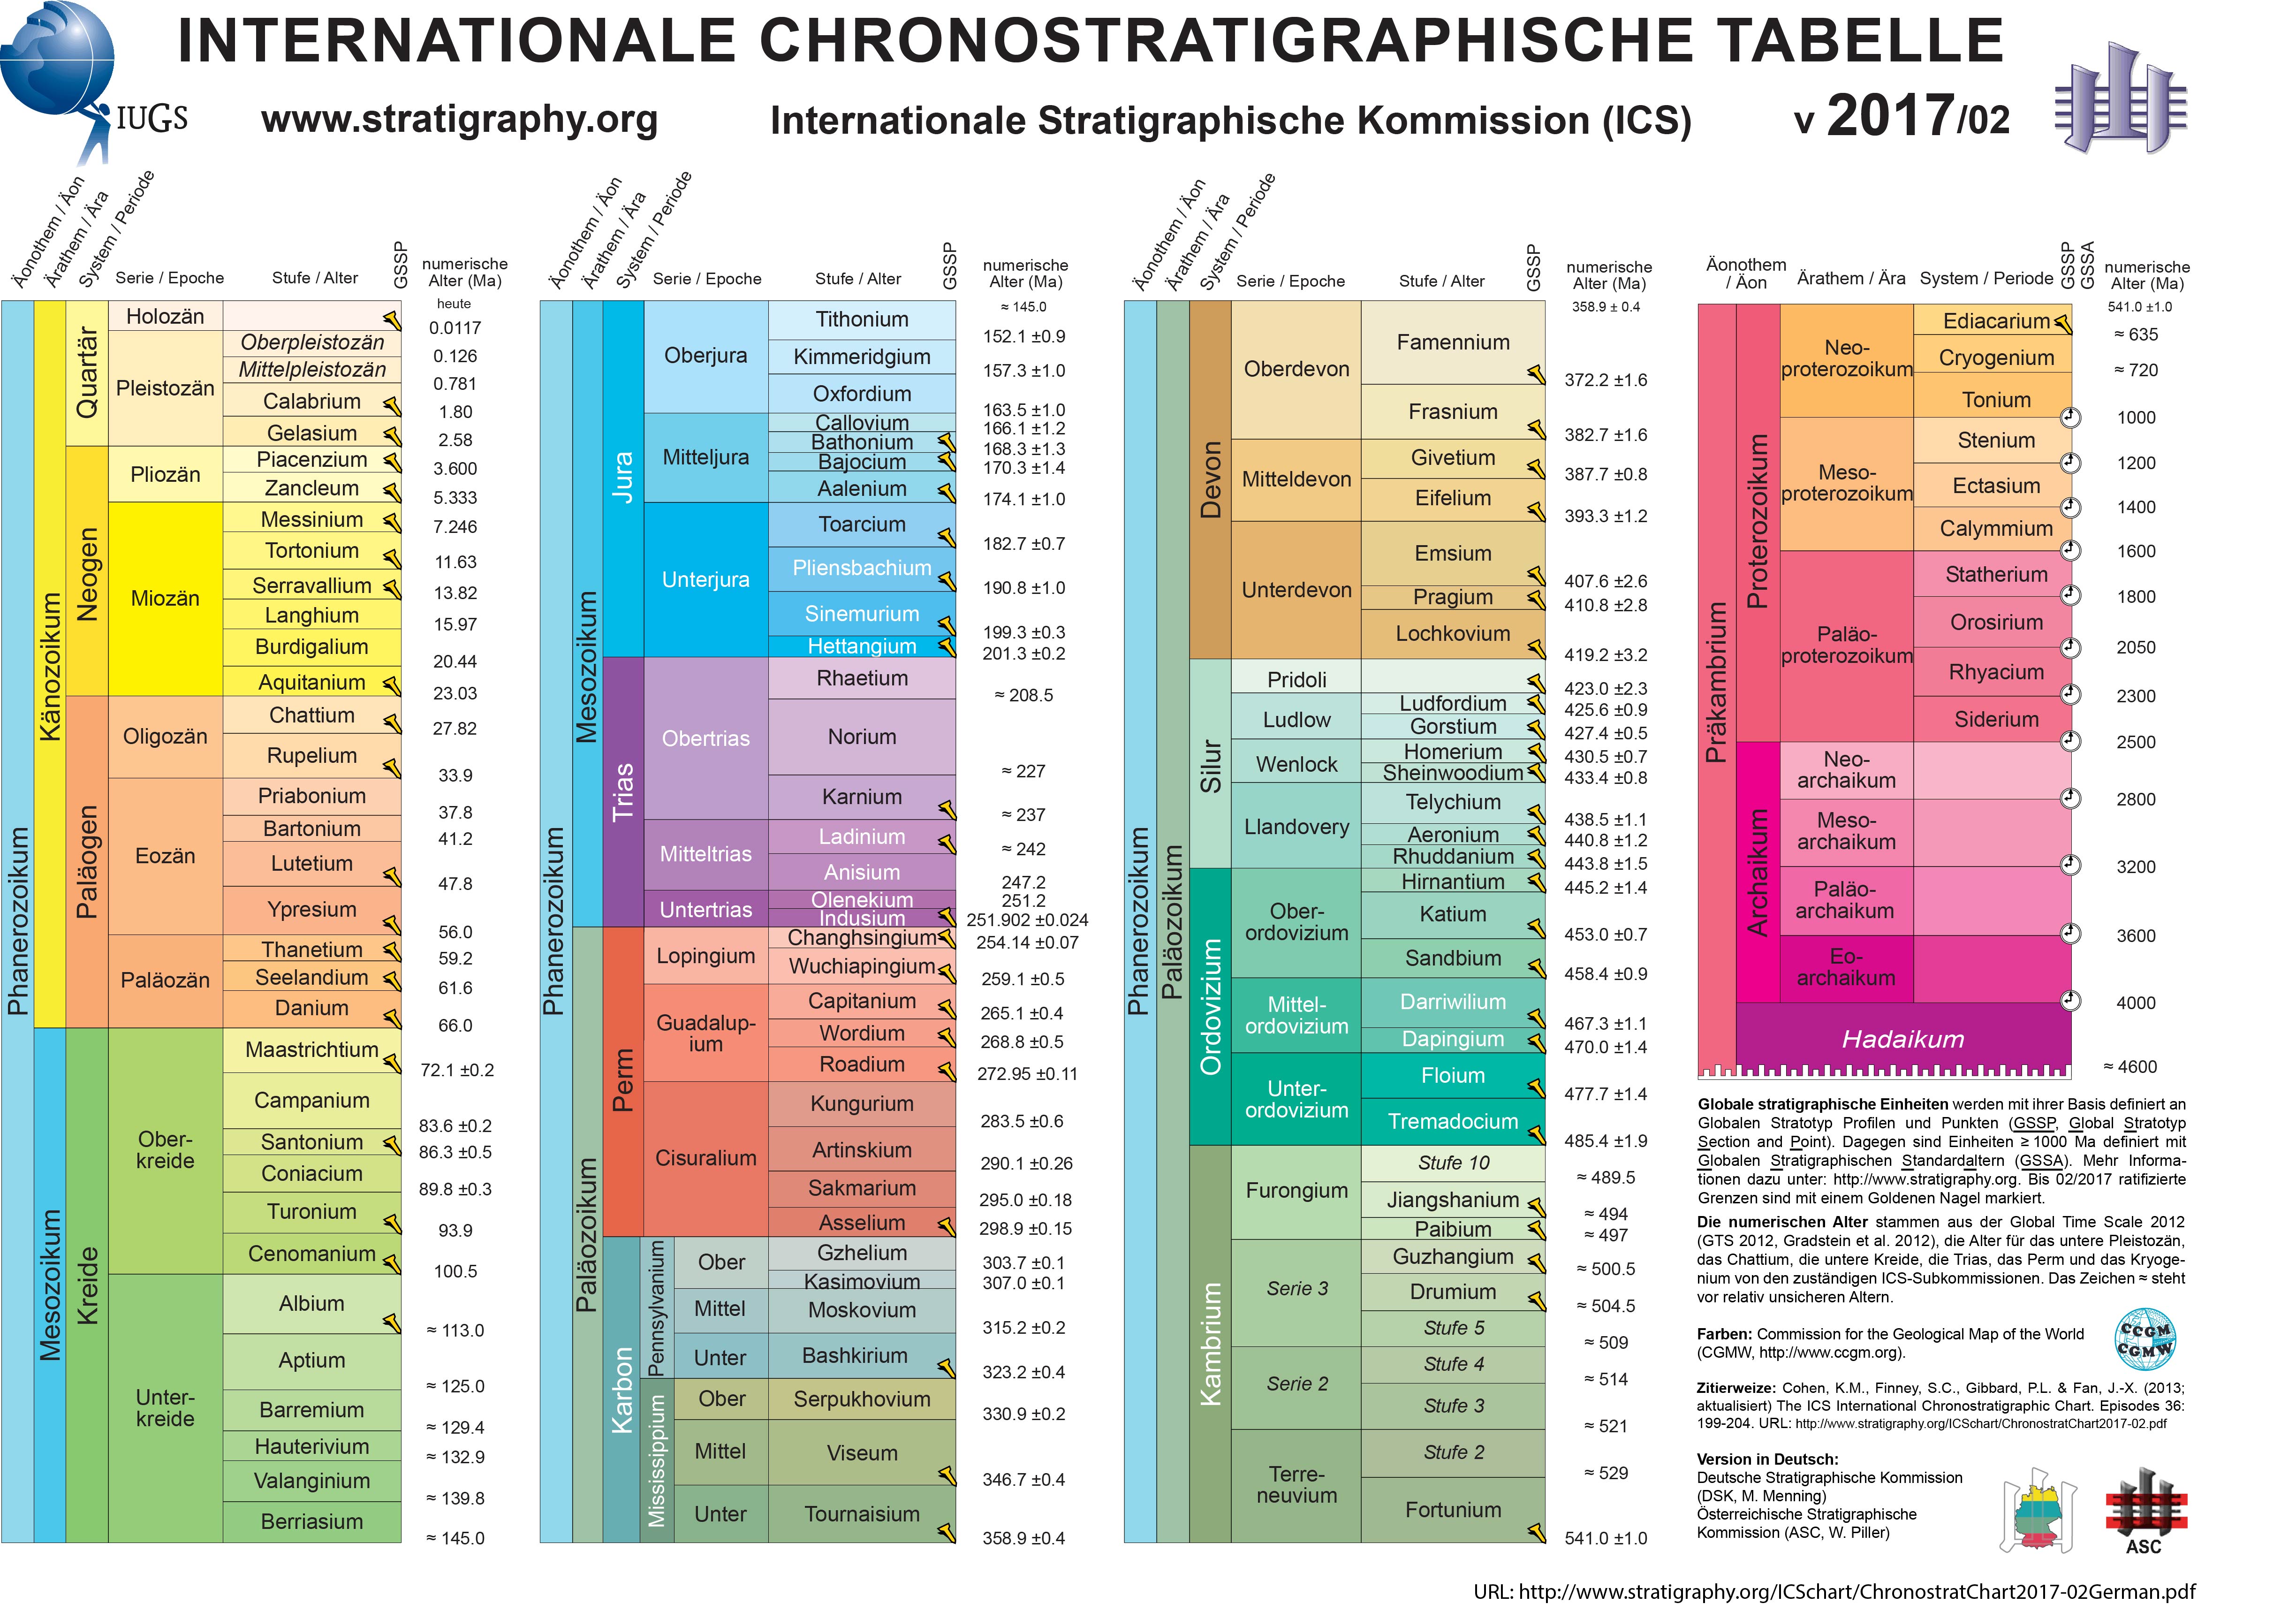 INTERNATIONALE CHRONOSTRATIGRAPHISCHE TABELLE
IUGS
www.stratigraphy.org
Internationale Stratigraphische Kommission (ICS)
v 2017/02
Äonothem / Äon
Ärathem / Ära
System / Periode
Serie / Epoche
Stufe / Alter
GSSP
numerische
Alter (Ma)
Phanerozoikum
Känozoikum
Mesozoikum
Quartär
Neogen
Paläogen
Kreide
heute
Holozän
0.0117
Pleistozän
Oberpleistozän
0.126
Mittelpleistozän
0.781
Calabrium
1.80
Gelasium
2.58
Pliozän
Piacenzium
3.600
Zancleum
5.333
Miozän
Messinium
7.246
Tortonium
11.63
Serravallium
13.82
Langhium
15.97
Burdigalium
20.44
Aquitanium
23.03
Oligozän
Chattium
27.82
Rupelium
33.9
Eozän
Priabonium
37.8
Bartonium
41.2
Lutetium
47.8
Ypresium
56.0
Paläozän
Thanetium
59.2
Seelandium
61.6
Danium
66.0
Ober-
kreide
Maastrichtium
72.1 ±0.2
Campanium
83.6 ±0.2
Santonium
86.3 ±0.5
Coniacium
89.8 ±0.3
Turonium
93.9
Cenomanium
100.5
Unter-
kreide
Albium
≈ 113.0
Aptium
≈ 125.0
Barremium
≈ 129.4
Hauterivium
≈ 132.9
Valanginium
≈ 139.8
Berriasium
≈ 145.0
Äonothem / Äon
Ärathem / Ära
System / Periode
Serie / Epoche
Stufe / Alter
GSSP
numerische
Alter (Ma)
Phanerozoikum
Mesozoikum
Paläozoikum
Jura
Trias
Perm
Karbon
≈ 145.0
Oberjura
Tithonium
152.1 ±0.9
Kimmeridgium
157.3 ±1.0
Oxfordium
163.5 ±1.0
Mitteljura
Callovium
166.1 ±1.2
Bathonium
168.3 ±1.3
Bajocium
170.3 ±1.4
Aalenium
174.1 ±1.0
Unterjura
Toarcium
182.7 ±0.7
Pliensbachium
190.8 ±1.0
Sinemurium
199.3 ±0.3
Hettangium
201.3 ±0.2
Obertrias
Rhaetium
≈ 208.5
Norium
≈ 227
Karnium
≈ 237
Mitteltrias
Ladinium
≈ 242
Anisium
247.2
Untertrias
Olenekium
251.2
Indusium
251.902 ±0.024
Lopingium
Changhsingium
254.14 ±0.07
Wuchiapingium
259.1 ±0.5
Guadalup-
ium
Capitanium
265.1 ±0.4
Wordium
268.8 ±0.5
Roadium
272.95 ±0.11
Cisuralium
Kungurium
283.5 ±0.6
Artinskium
290.1 ±0.26
Sakmarium
295.0 ±0.18
Asselium
298.9 ±0.15
Pennsylvanium
Ober
Gzhelium
303.7 ±0.1
Kasimovium
307.0 ±0.1
Mittel
Moskovium
315.2 ±0.2
Unter
Bashkirium
323.2 ±0.4
Mississippium
Ober
Serpukhovium
330.9 ±0.2
Mittel
Viseum
346.7 ±0.4
Unter
Tournaisium
358.9 ±0.4
Äonothem / Äon
Ärathem / Ära
System / Periode
Serie / Epoche
Stufe / Alter
GSSP
numerische
Alter (Ma)
Phanerozoikum
Paläozoikum
Devon
Silur
Ordovizium
Kambrium
358.9 ± 0.4
Oberdevon
Famennium
372.2 ±1.6
Frasnium
382.7 ±1.6
Mitteldevon
Givetium
387.7 ±0.8
Eifelium
393.3 ±1.2
Unterdevon
Emsium
407.6 ±2.6
Pragium
410.8 ±2.8
Lochkovium
419.2 ±3.2
Pridoli
423.0 ±2.3
Ludlow
Ludfordium
425.6 ±0.9
Gorstium
427.4 ±0.5
Wenlock
Homerium
430.5 ±0.7
Sheinwoodium
433.4 ±0.8
Llandovery
Telychium
438.5 ±1.1
Aeronium
440.8 ±1.2
Rhuddanium
443.8 ±1.5
Ober-
ordovizium
Hirnantium
445.2 ±1.4
Katium
453.0 ±0.7
Sandbium
458.4 ±0.9
Mittel-
ordovizium
Darriwilium
467.3 ±1.1
Dapingium
470.0 ±1.4
Unter-
ordovizium
Floium
477.7 ±1.4
Tremadocium
485.4 ±1.9
Furongium
Stufe 10
≈ 489.5
Jiangshanium
≈ 494
Paibium
≈ 497
Serie 3
Guzhangium
≈ 500.5
Drumium
≈ 504.5
Stufe 5
≈ 509
Serie 2
Stufe 4
≈ 514
Stufe 3
≈ 521
Terre-
neuvium
Stufe 2
≈ 529
Fortunium
541.0 ±1.0
Äonothem
/ Äon
Ärathem / Ära
System / Periode
GSSP
GSSA
numerische
Alter (Ma)
Präkambrium
Proterozoikum
Archaikum
541.0 ±1.0
Neo-
proterozoikum
Ediacarium
≈ 635
Cryogenium
≈ 720
Tonium
1000
Meso-
proterozoikum
Stenium
1200
Ectasium
1400
Calymmium
1600
Paläo-
proterozoikum
Statherium
1800
Orosirium
2050
Rhyacium
2300
Siderium
2500
Neo-
archaikum
2800
Meso-
archaikum
3200
Paläo-
archaikum
3600
Eo-
archaikum
4000
Hadaikum
≈ 4600
Globale stratigraphische Einheiten werden mit ihrer Basis definiert an
Globalen Stratotyp Profilen und Punkten (GSSP, Global Stratotyp
Section and Point). Dagegen sind Einheiten ≥ 1000 Ma definiert mit
Globalen Stratigraphischen Standardaltern (GSSA). Mehr Informa-
tionen dazu unter: http://www.stratigraphy.org. Bis 02/2017 ratifizierte
Grenzen sind mit einem Goldenen Nagel markiert.
Die numerischen Alter stammen aus der Global Time Scale 2012
(GTS 2012, Gradstein et al. 2012), die Alter für das untere Pleistozän,
das Chattium, die untere Kreide, die Trias, das Perm und das Kryoge-
nium von den zuständigen ICS-Subkommissionen. Das Zeichen ≈ steht
vor relativ unsicheren Altern.
Farben: Commission for the Geological Map of the World
(CGMW, http://www.ccgm.org).
CCGM
CGMW
Zitierweize: Cohen, K.M., Finney, S.C., Gibbard, P.L. & Fan, J.-X. (2013;
aktualisiert) The ICS International Chronostratigraphic Chart. Episodes 36:
199-204. URL: http://www.stratigraphy.org/ICSchart/ChronostratChart2017-02.pdf
Version in Deutsch:
Deutsche Stratigraphische Kommission
(DSK, M. Menning)
Österreichische Stratigraphische
Kommission (ASC, W. Piller)
ASC
URL: http://www.stratigraphy.org/ICSchart/ChronostratChart2017-02German.pdf